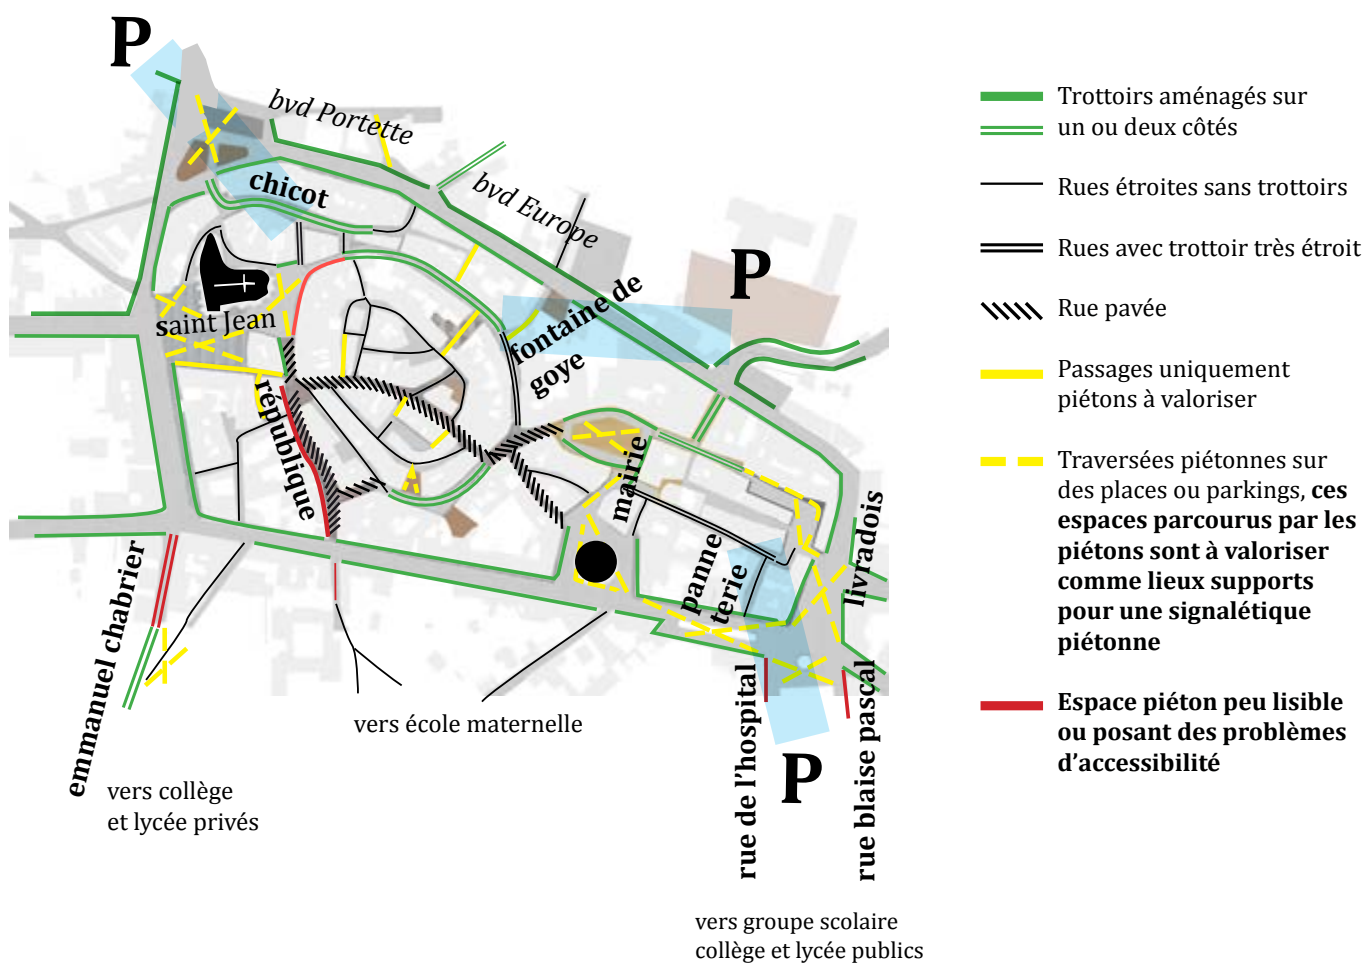 P
bvd Portette
chicot
bvd Europe
P
saint Jean
fontaine de
goye
république
mairie
panne
terie
livradois
emmanuel chabrier
vers école maternelle
vers collège
et lycée privés
rue de l'hospital
P
rue blaise pascal
vers groupe scolaire
collège et lycée publics
Trottoirs aménagés sur
un ou deux côtés
Rues étroites sans trottoirs
Rues avec trottoir très étroit
Rue pavée
Passages uniquement
piétons à valoriser
Traversées piétonnes sur
des places ou parkings, ces
espaces parcourus par les
piétons sont à valoriser
comme lieux supports
pour une signalétique
piétonne
Espace piéton peu lisible
ou posant des problèmes
d'accessibilité